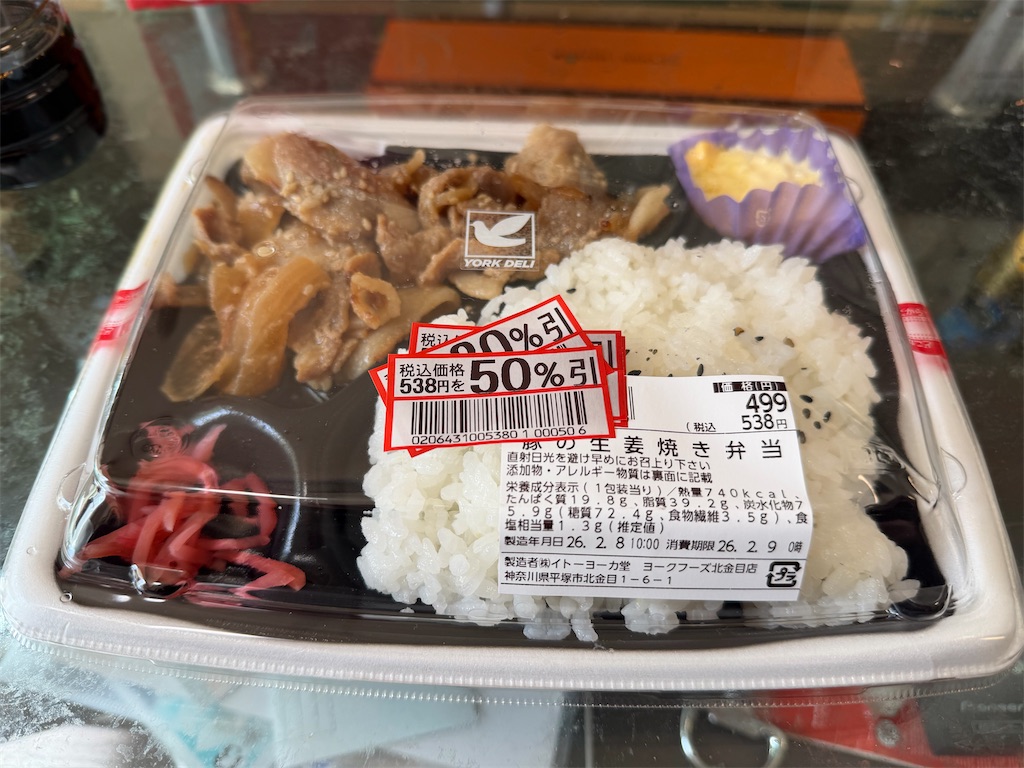 YORK DELI
税込
30%引
税込価格
538円を 50%引
0206431005380 1 00050 6
価格(円)
499
(税込 538円
豚の生姜焼き弁当
直射日光を避け早めにお召上り下さい
添加物・アレルギー物質は裏面に記載
栄養成分表示(1包装当り)/熱量740kcal、
たんぱく質19.8g、脂質39.2g、炭水化物7
5.9g(糖質72.4g、食物繊維3.5g)、食
塩相当量1.3g(推定値)
製造年月日26.2.8 10:00 消費期限26.2.9 0時
製造者㈱イトーヨーカ堂 ヨークフーズ北金目店
神奈川県平塚市北金目1-6-1
プラ